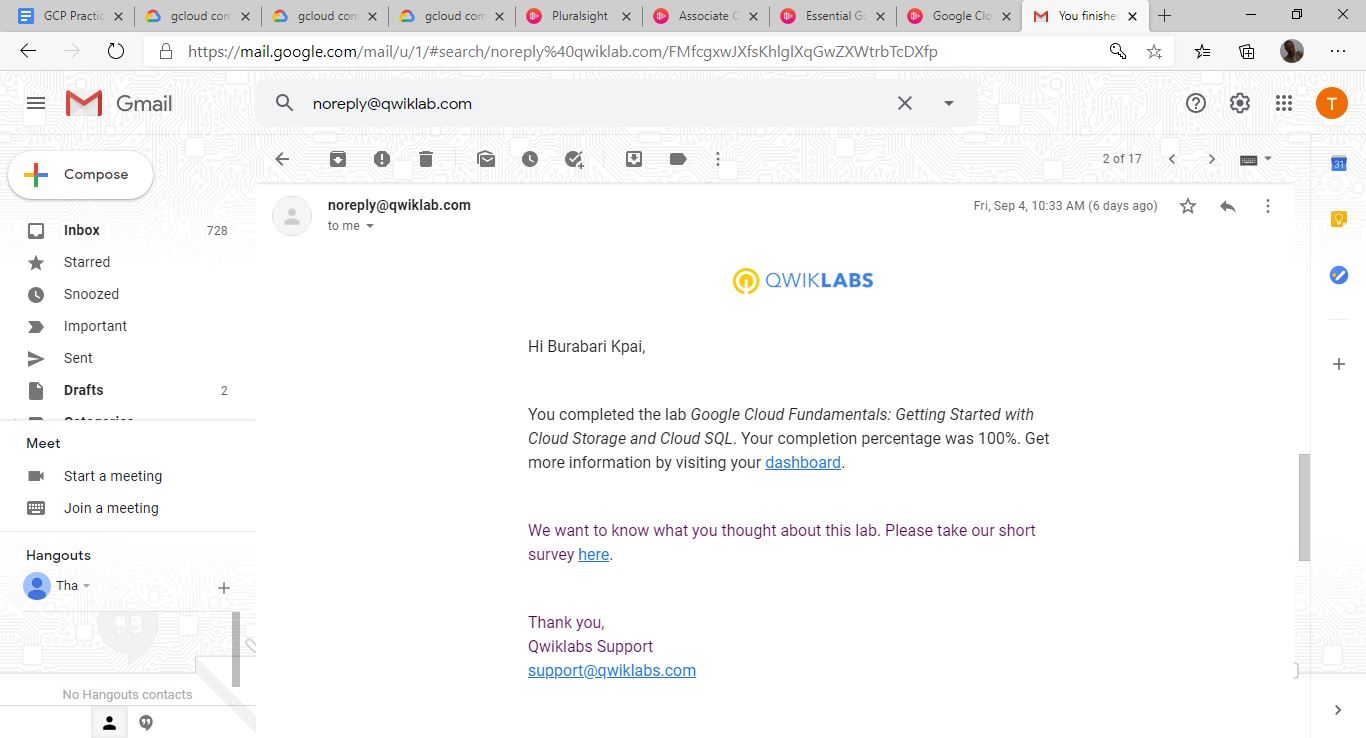 GCP Practic
gcloud com
gcloud com
gcloud com
Pluralsight
Associate C
Essential Go
Google Clo
You finishe
https://mail.google.com/mail/u/1/#search/noreply%40qwiklab.com/FMfcgxwJXfsKhlglXqGwZXWtrbTcDXfp
Gmail
noreply@qwiklab.com
T
Compose
2 of 17
31
noreply@qwiklab.com
Fri, Sep 4, 10:33 AM (6 days ago)
to me
Inbox 728
Starred
Snoozed
Important
Sent
Drafts 2
Categories
Meet
Start a meeting
Join a meeting
Hangouts
Tha
No Hangouts contacts
QWIKLABS
Hi Burabari Kpai,
You completed the lab Google Cloud Fundamentals: Getting Started with
Cloud Storage and Cloud SQL. Your completion percentage was 100%. Get
more information by visiting your dashboard.
We want to know what you thought about this lab. Please take our short
survey here.
Thank you,
Qwiklabs Support
support@qwiklabs.com